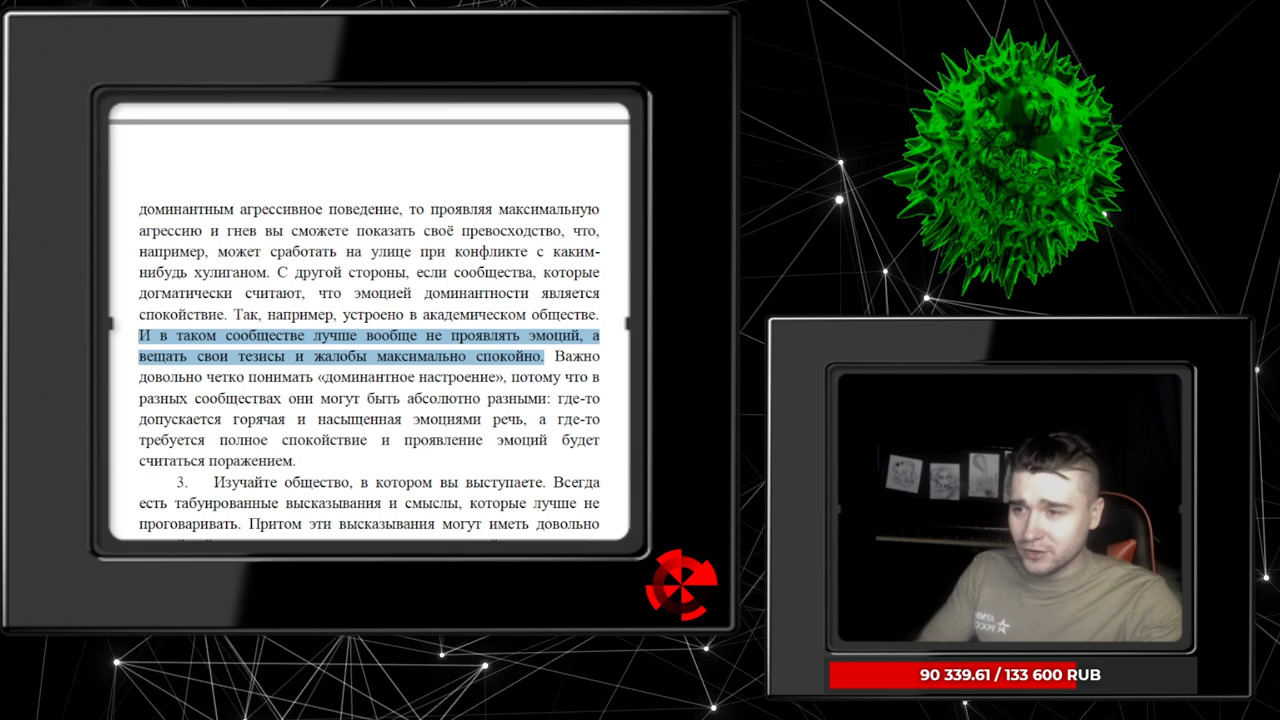 доминантным агрессивное поведение, то проявляя максимальную
агрессию и гнев вы сможете показать своё превосходство, что,
например, может сработать на улице при конфликте с каким-
нибудь хулиганом. С другой стороны, если сообщества, которые
догматически считают, что эмоцией доминантности является
спокойствие. Так, например, устроено в академическом обществе.
И в таком сообществе лучше вообще не проявлять эмоций, а
вещать свои тезисы и жалобы максимально спокойно. Важно
довольно четко понимать «доминантное настроение», потому что в
разных сообществах они могут быть абсолютно разными: где-то
допускается горячая и насыщенная эмоциями речь, а где-то
требуется полное спокойствие и проявление эмоций будет
считаться поражением.
3. Изучайте общество, в котором вы выступаете. Всегда
есть табуированные высказывания и смыслы, которые лучше не
проговаривать. Притом эти высказывания могут иметь довольно
90 339.61 / 133 600 RUB